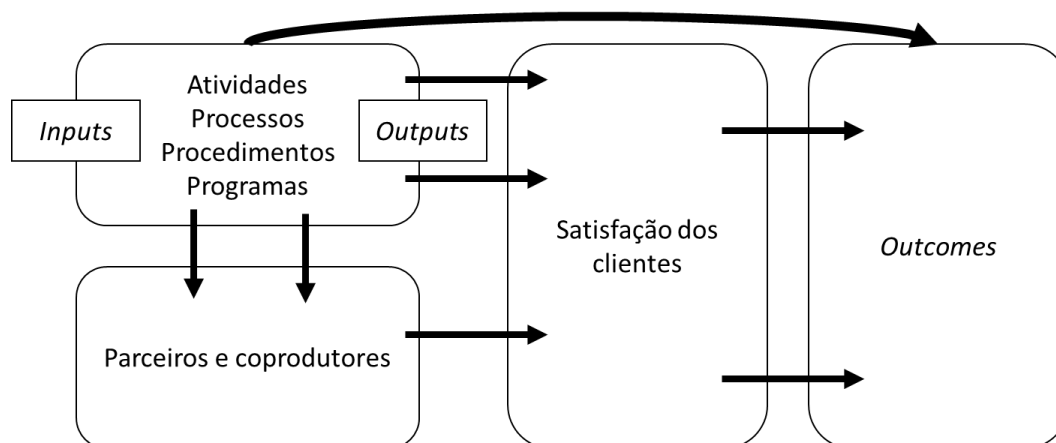 Inputs
Atividades
Processos
Procedimentos
Programas
Outputs
Parceiros e coprodutores
Satisfação dos
clientes
Outcomes